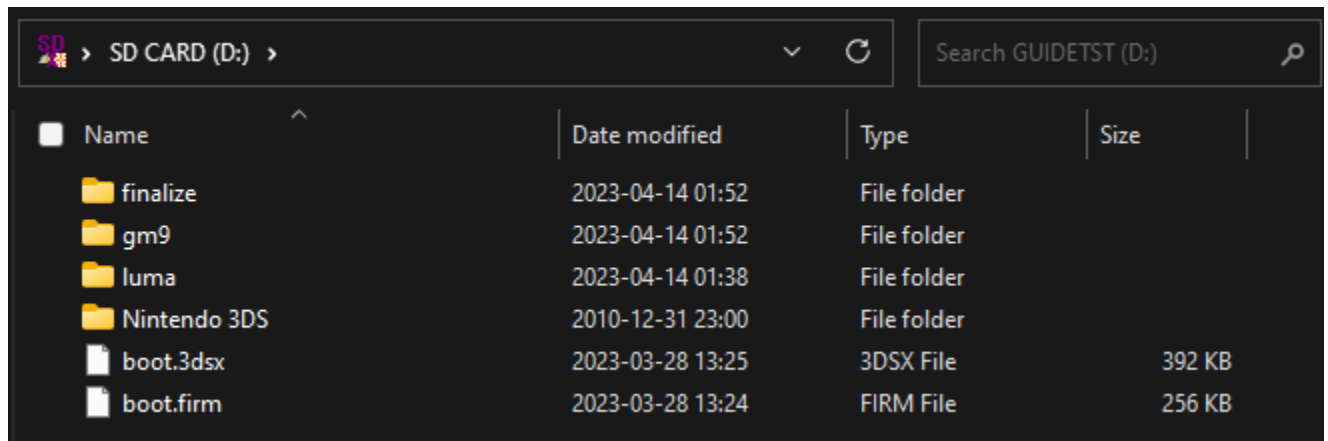 SD > SD CARD (D:) > Search GUIDETST (D:)
Name Date modified Type Size
finalize 2023-04-14 01:52 File folder
gm9 2023-04-14 01:52 File folder
luma 2023-04-14 01:38 File folder
Nintendo 3DS 2010-12-31 23:00 File folder
boot.3dsx 2023-03-28 13:25 3DSX File 392 KB
boot.firm 2023-03-28 13:24 FIRM File 256 KB